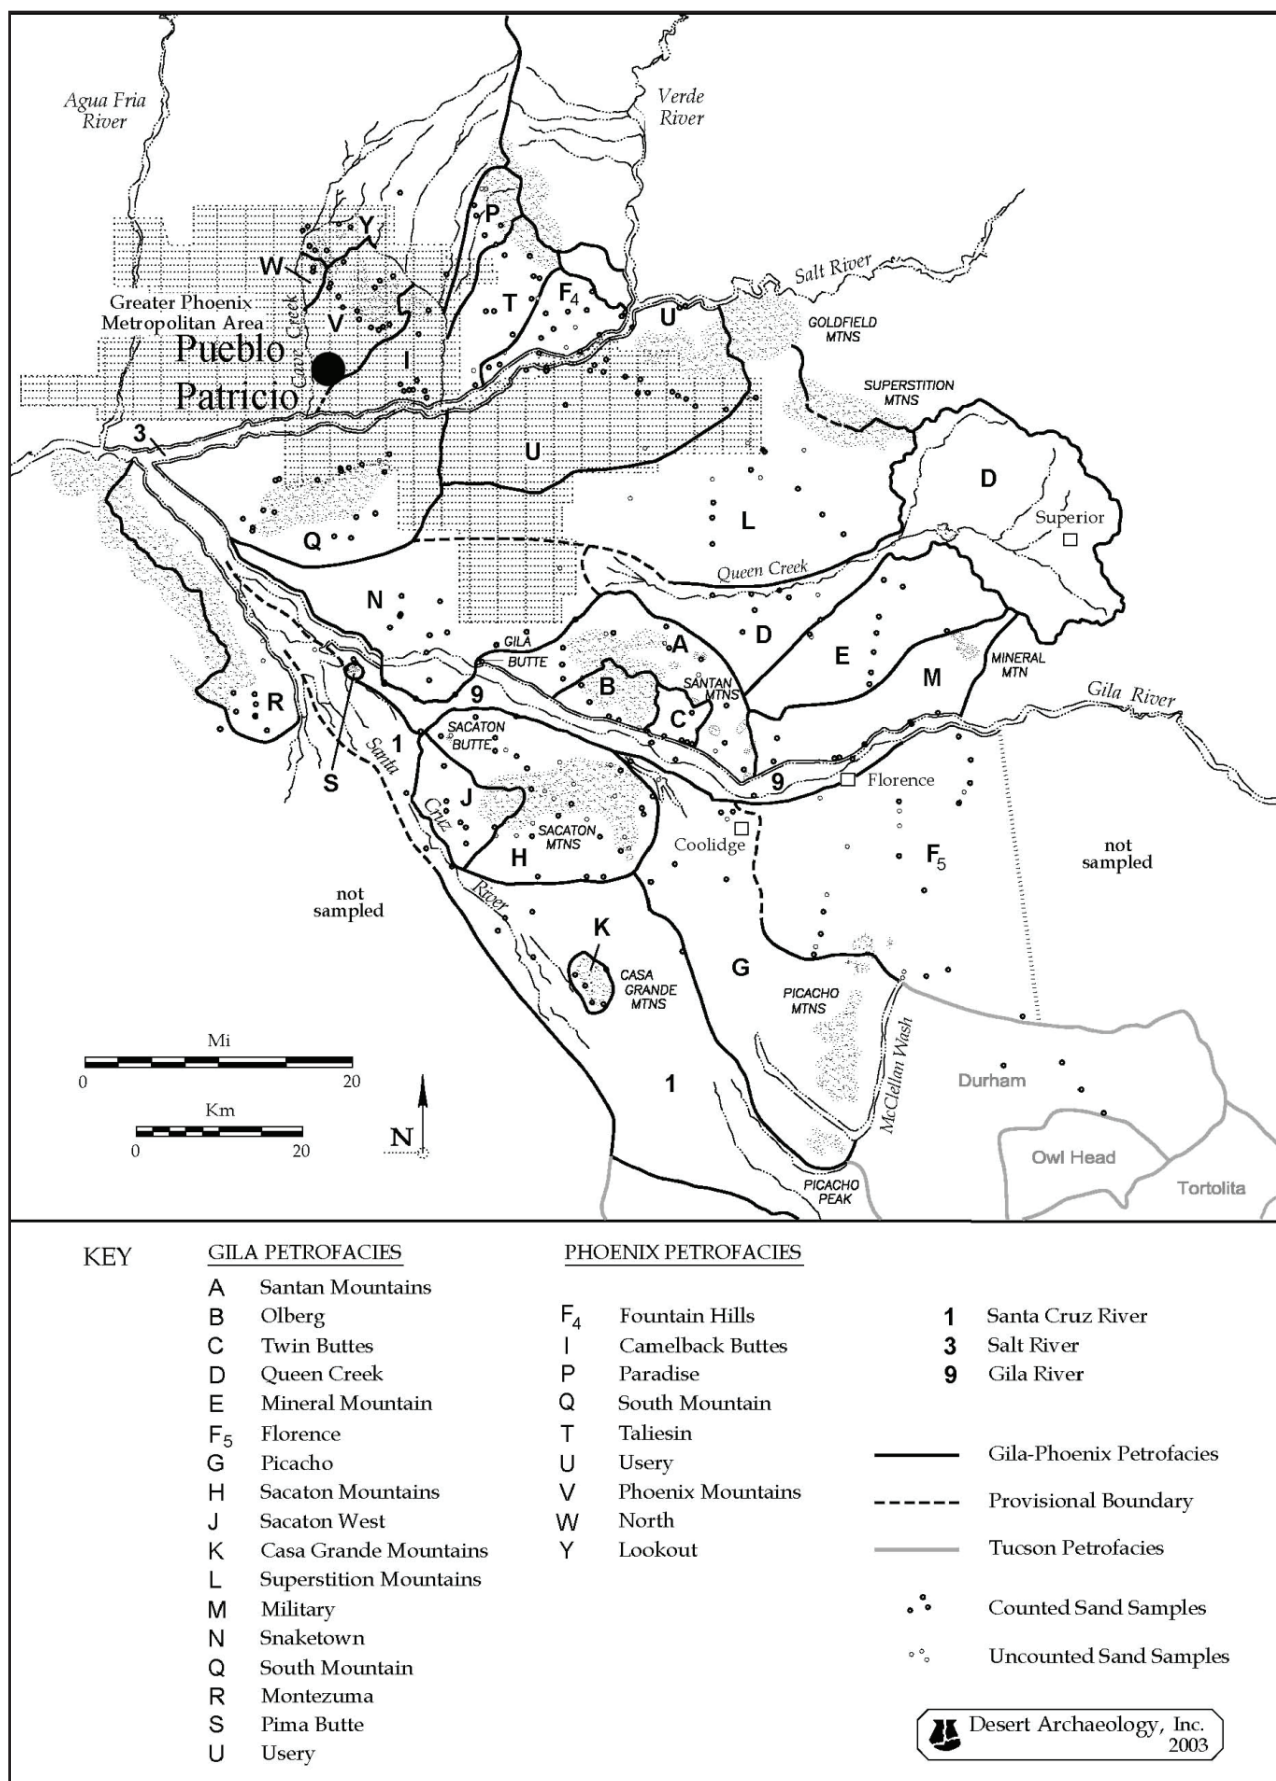 Agua Fria
River
Verde
River
Y
P
W
Salt River
Greater Phoenix
Metropolitan Area
Cave Creek
V
T
F4
U
GOLDFIELD
MTNS
Pueblo
Patricio
I
SUPERSTITION
MTNS
3
U
D
L
Superior
Q
Queen Creek
N
GILA
BUTTE
A
D
E
MINERAL
MTN
SANTAN
MTNS
B
C
M
R
9
Gila River
SACATON
BUTTE
1
Santa
Cruz
River
S
J
9
Florence
SACATON
MTNS
H
Coolidge
F5
not
sampled
not
sampled
K
CASA
GRANDE
MTNS
G
PICACHO
MTNS
McClellan Wash
Mi
0 20
Km
0 20
N
1
Durham
Owl Head
Tortolita
PICACHO
PEAK
KEY
GILA PETROFACIES
A Santan Mountains
B Olberg
C Twin Buttes
D Queen Creek
E Mineral Mountain
F5 Florence
G Picacho
H Sacaton Mountains
J Sacaton West
K Casa Grande Mountains
L Superstition Mountains
M Military
N Snaketown
Q South Mountain
R Montezuma
S Pima Butte
U Usery
PHOENIX PETROFACIES
F4 Fountain Hills
I Camelback Buttes
P Paradise
Q South Mountain
T Taliesin
U Usery
V Phoenix Mountains
W North
Y Lookout
1 Santa Cruz River
3 Salt River
9 Gila River
Gila-Phoenix Petrofacies
Provisional Boundary
Tucson Petrofacies
Counted Sand Samples
Uncounted Sand Samples
Desert Archaeology, Inc.
2003